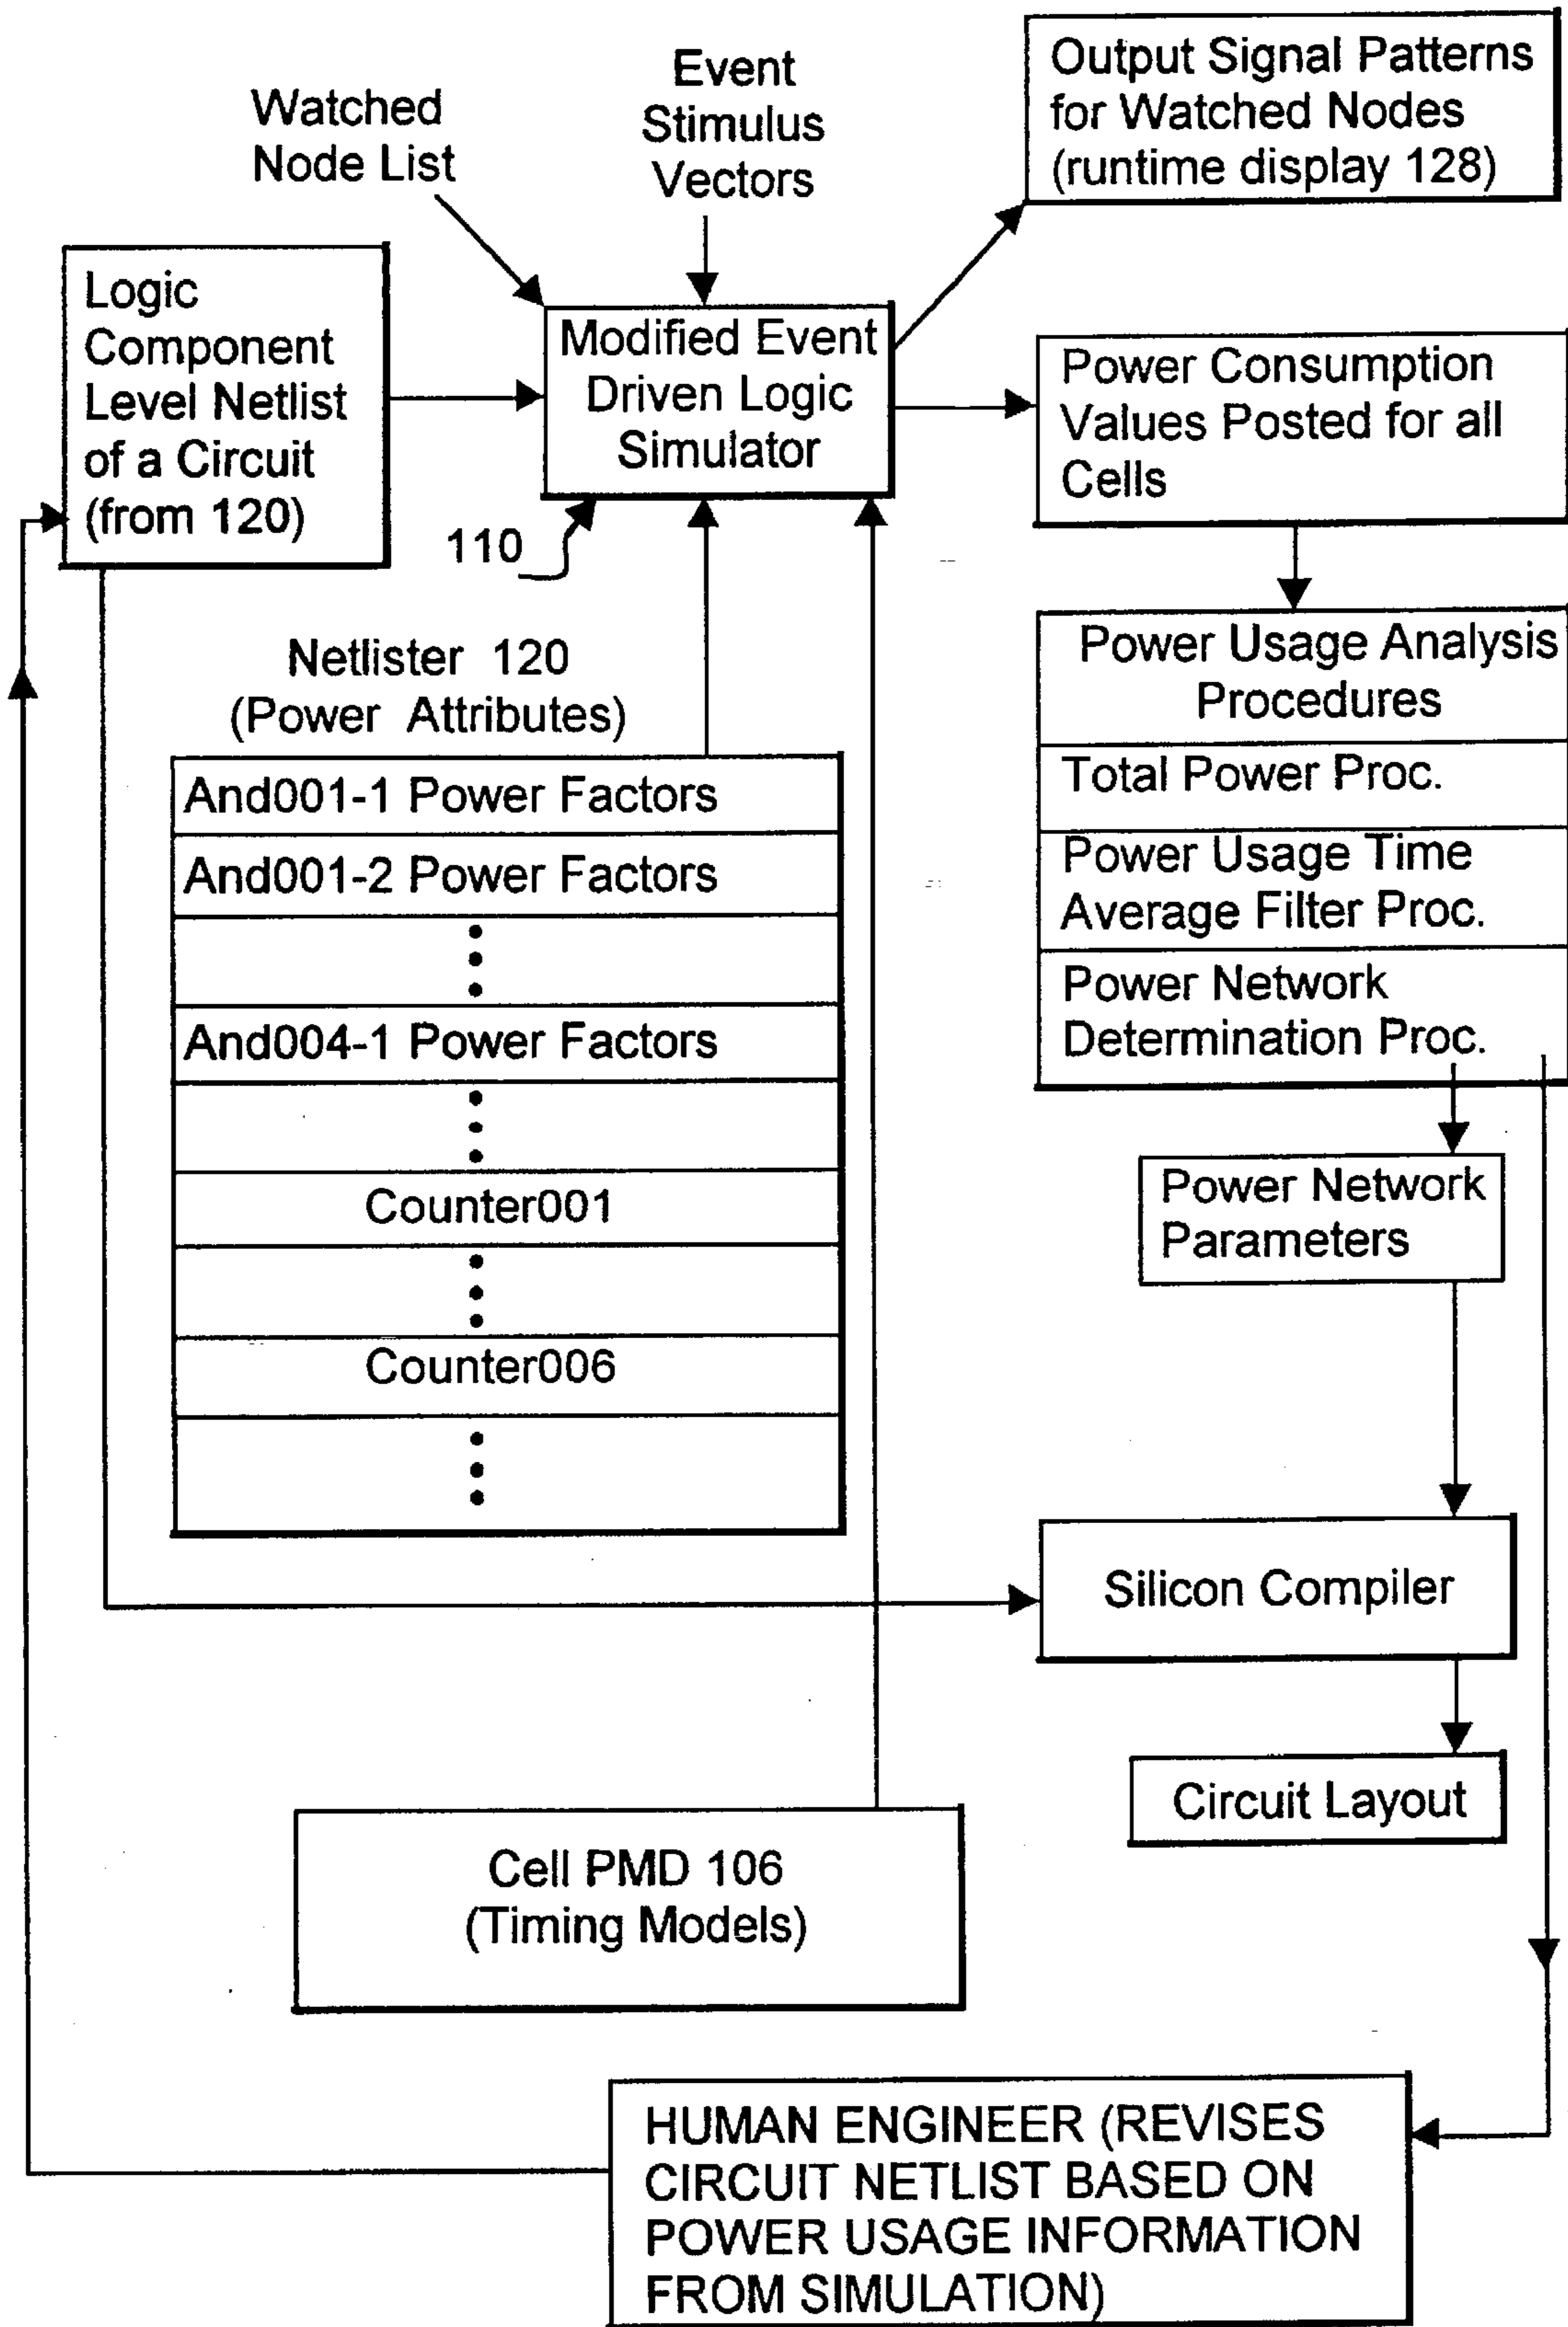 Watched
Node List
Event
Stimulus
Vectors
Output Signal Patterns
for Watched Nodes
(runtime display 128)
Logic
Component
Level Netlist
of a Circuit
(from 120)
Modified Event
Driven Logic
Simulator
110
Power Consumption
Values Posted for all
Cells
Netlister 120
(Power Attributes)
And001-1 Power Factors
And001-2 Power Factors
And004-1 Power Factors
Counter001
Counter006
Power Usage Analysis
Procedures
Total Power Proc.
Power Usage Time
Average Filter Proc.
Power Network
Determination Proc.
Power Network
Parameters
Silicon Compiler
Circuit Layout
Cell PMD 106
(Timing Models)
HUMAN ENGINEER (REVISES
CIRCUIT NETLIST BASED ON
POWER USAGE INFORMATION
FROM SIMULATION)